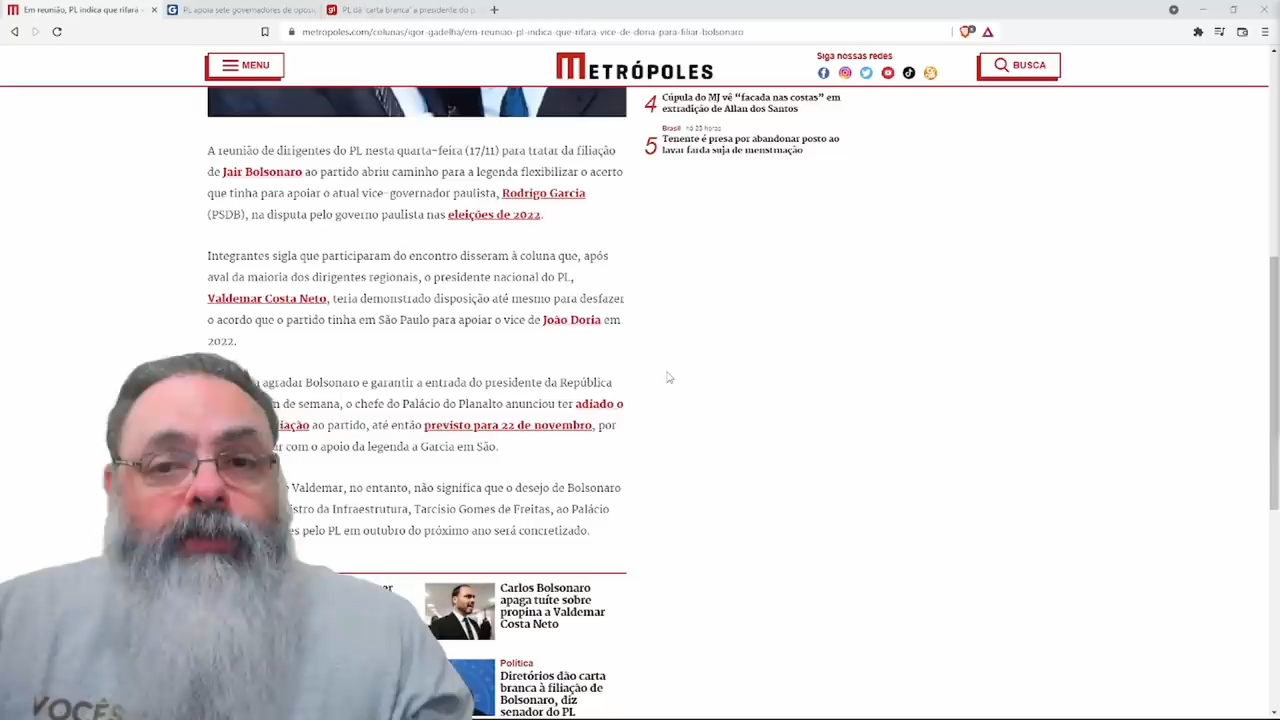 Em reunião, PL indica que rifará
PL apoia sete governadores de oposi
PL dá 'carta branca' a presidente do p
metropoles.com/colunas/igor-gadelha/em-reuniao-pl-indica-que-rifara-vice-de-doria-para-filiar-bolsonaro
MENU
METRÓPOLES
Siga nossas redes
BUSCA
4 Cúpula do MJ vê “facada nas costas” em
extradição de Allan dos Santos
Brasil há 23 horas
5 Tenente é presa por abandonar posto ao
lavar farda suja de menstruação
A reunião de dirigentes do PL nesta quarta-feira (17/11) para tratar da filiação
de Jair Bolsonaro ao partido abriu caminho para a legenda flexibilizar o acerto
que tinha para apoiar o atual vice-governador paulista, Rodrigo Garcia
(PSDB), na disputa pelo governo paulista nas eleições de 2022.
Integrantes sigla que participaram do encontro disseram à coluna que, após
aval da maioria dos dirigentes regionais, o presidente nacional do PL,
Valdemar Costa Neto, teria demonstrado disposição até mesmo para desfazer
o acordo que o partido tinha em São Paulo para apoiar o vice de João Doria em
2022.
agradar Bolsonaro e garantir a entrada do presidente da República
de semana, o chefe do Palácio do Planalto anunciou ter adiado o
iação ao partido, até então previsto para 22 de novembro, por
com o apoio da legenda a Garcia em São.
Valdemar, no entanto, não significa que o desejo de Bolsonaro
istro da Infraestrutura, Tarcísio Gomes de Freitas, ao Palácio
es pelo PL em outubro do próximo ano será concretizado.
Carlos Bolsonaro
apaga tuíte sobre
propina a Valdemar
Costa Neto
Política
Diretórios dão carta
branca à filiação de
Bolsonaro, diz
senador do PL
VOCÊS